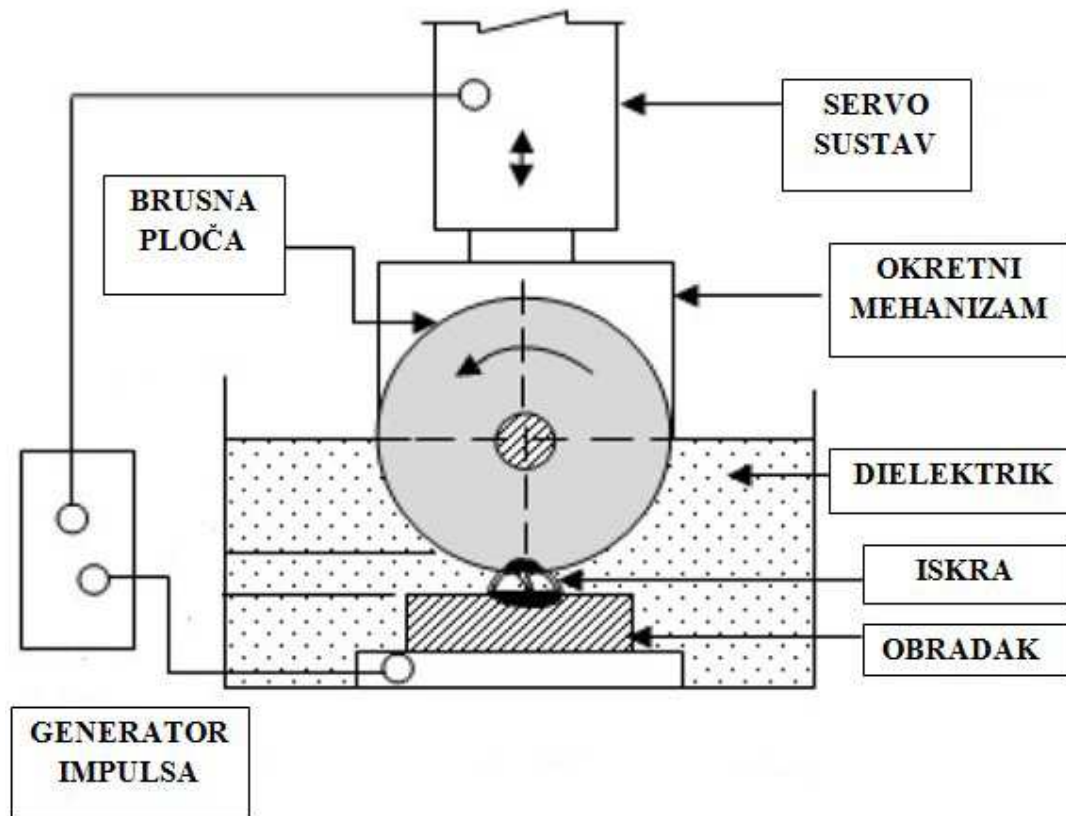 SERVO
SUSTAV
BRUSNA
PLOČA
OKRETNI
MEHANIZAM
DIELEKTRIK
ISKRA
OBRADAK
GENERATOR
IMPULSA